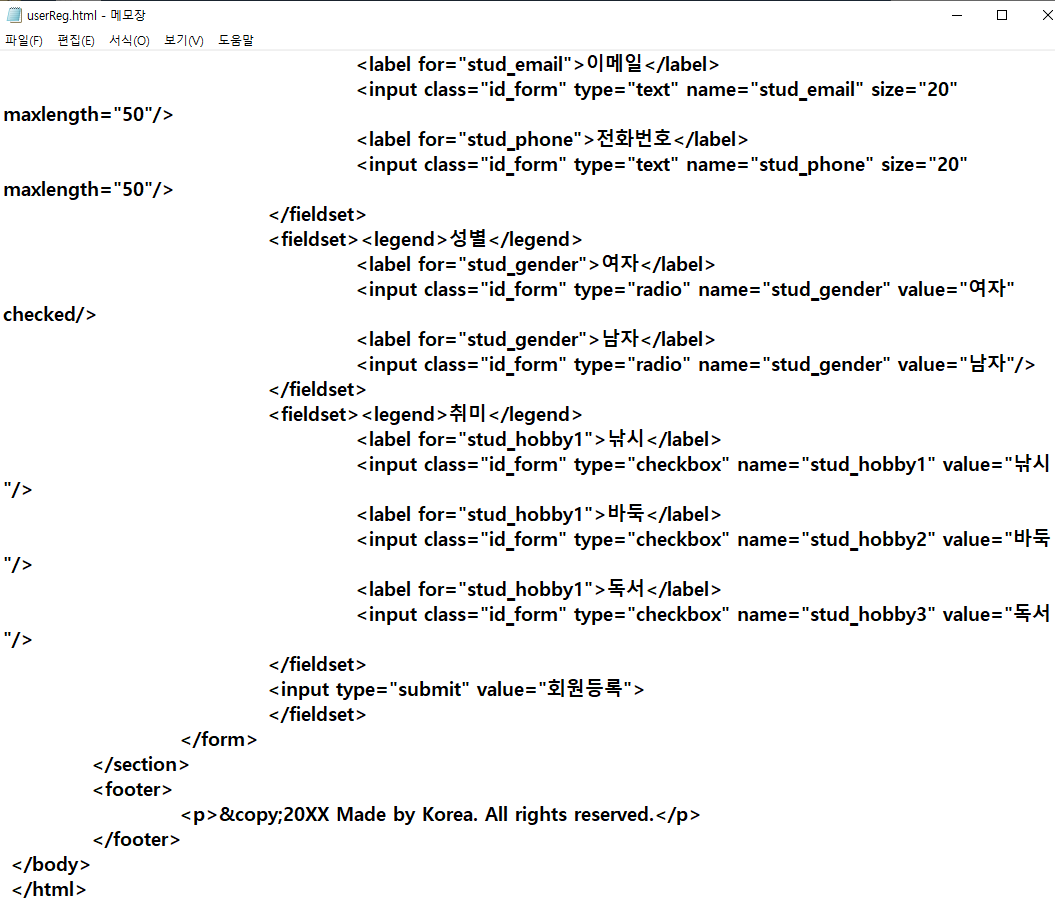 userReg.html - 메모장
파일(F) 편집(E) 서식(O) 보기(V) 도움말
<label for="stud_email">이메일</label>
<input class="id_form" type="text" name="stud_email" size="20"
maxlength="50"/>
<label for="stud_phone">전화번호</label>
<input class="id_form" type="text" name="stud_phone" size="20"
maxlength="50"/>
</fieldset>
<fieldset><legend>성별</legend>
<label for="stud_gender">여자</label>
<input class="id_form" type="radio" name="stud_gender" value="여자"
checked/>
<label for="stud_gender">남자</label>
<input class="id_form" type="radio" name="stud_gender" value="남자"/>
</fieldset>
<fieldset><legend>취미</legend>
<label for="stud_hobby1">낚시</label>
<input class="id_form" type="checkbox" name="stud_hobby1" value="낚시
"/>
<label for="stud_hobby1">바둑</label>
<input class="id_form" type="checkbox" name="stud_hobby2" value="바둑
"/>
<label for="stud_hobby1">독서</label>
<input class="id_form" type="checkbox" name="stud_hobby3" value="독서
"/>
</fieldset>
<input type="submit" value="회원등록">
</fieldset>
</form>
</section>
<footer>
<p>&copy;20XX Made by Korea. All rights reserved.</p>
</footer>
</body>
</html>